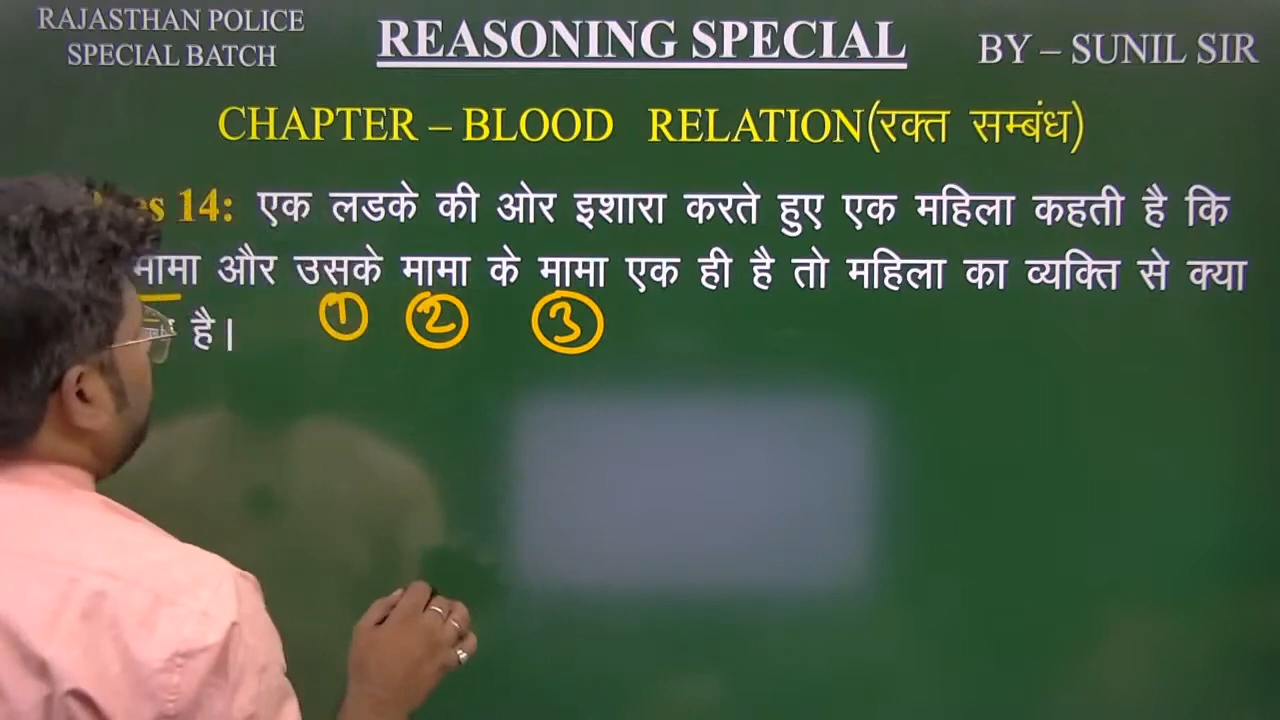 RAJASTHAN POLICE
SPECIAL BATCH
REASONING SPECIAL
BY – SUNIL SIR
CHAPTER – BLOOD RELATION(रक्त सम्बंध)
14: एक लडके की ओर इशारा करते हुए एक महिला कहती है कि
मामा और उसके मामा के मामा एक ही है तो महिला का व्यक्ति से क्या
है।
1 2 3